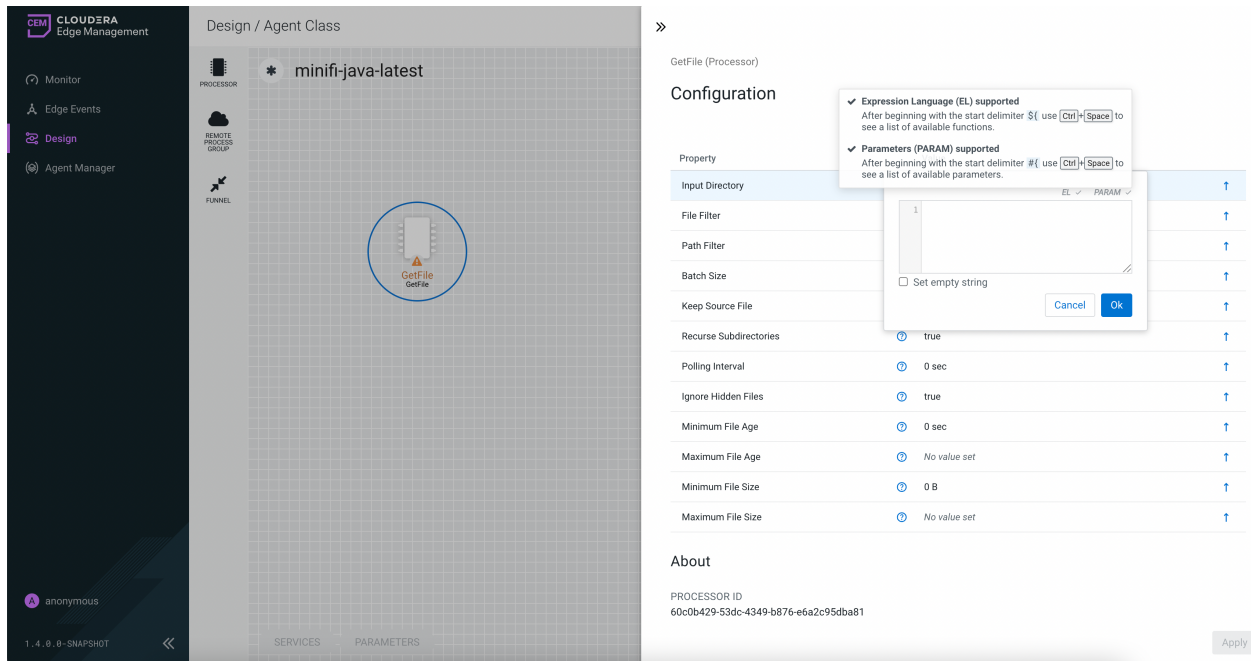 CEM
CLOUDERA
Edge Management
Monitor
Edge Events
Design
Agent Manager
A anonymous
1.4.0.0-SNAPSHOT
Design / Agent Class
PROCESSOR
REMOTE
PROCESS
GROUP
FUNNEL
minifi-java-latest
GetFile
GetFile
SERVICES PARAMETERS
GetFile (Processor)
Configuration
Expression Language (EL) supported
After beginning with the start delimiter ${ use Ctrl+Space to
see a list of available functions.
Parameters (PARAM) supported
After beginning with the start delimiter #{ use Ctrl+Space to
see a list of available parameters.
Property
EL PARAM
1
Set empty string
Cancel Ok
Input Directory
File Filter
Path Filter
Batch Size
Keep Source File
Recurse Subdirectories ? true
Polling Interval ? 0 sec
Ignore Hidden Files ? true
Minimum File Age ? 0 sec
Maximum File Age ? No value set
Minimum File Size ? 0 B
Maximum File Size ? No value set
About
PROCESSOR ID
60c0b429-53dc-4349-b876-e6a2c95dba81
Apply